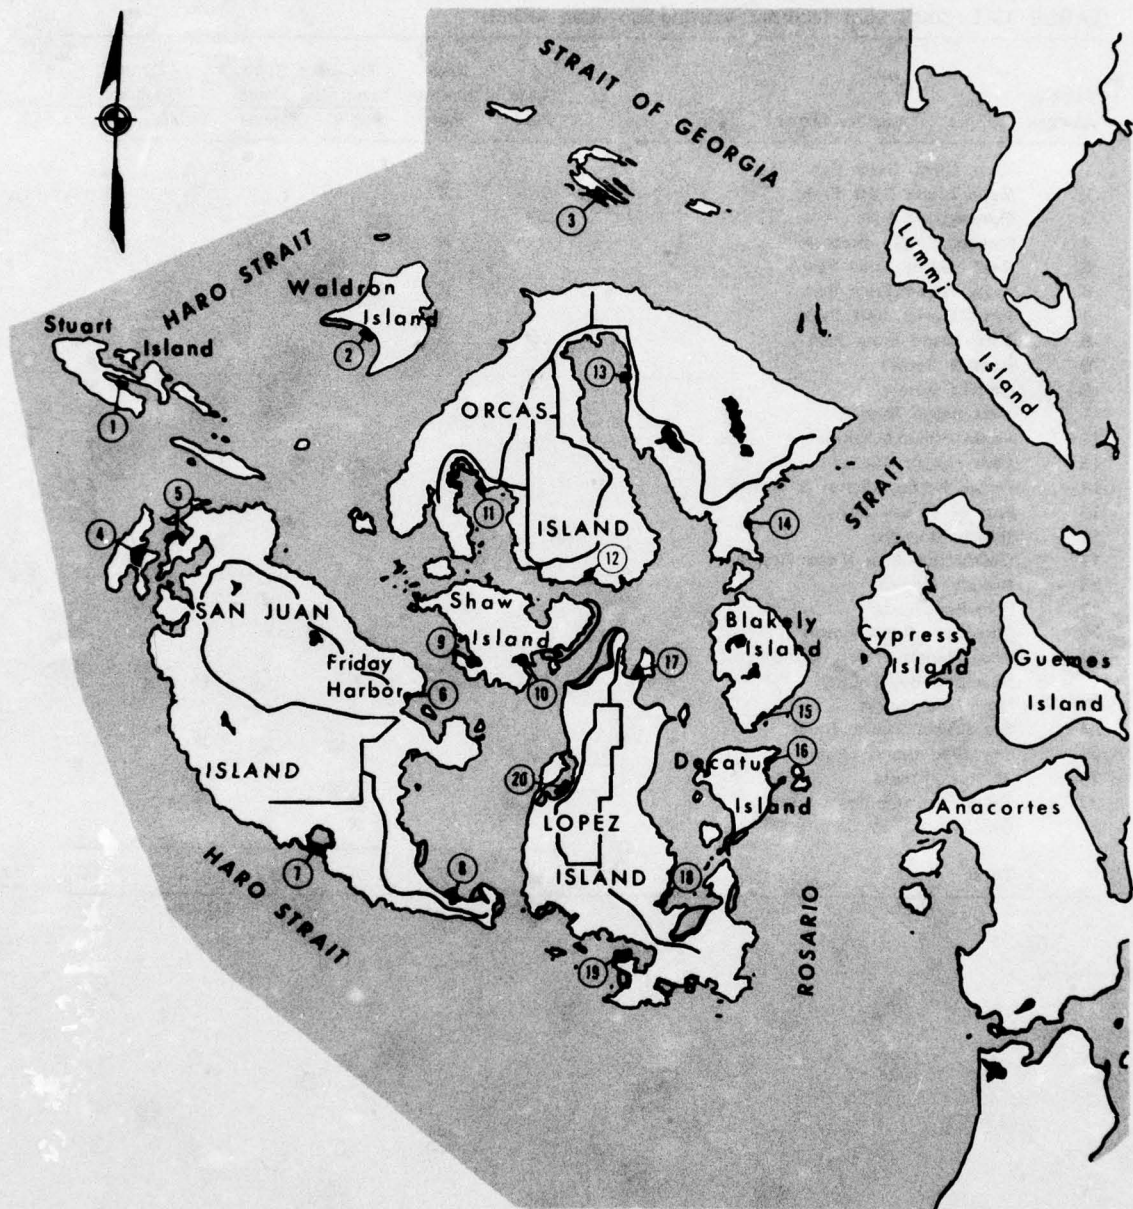 STRAIT OF GEORGIA
3
HARO STRAIT
Waldron
Island
2
Stuart
Island
1
Lummi
Island
13
ORCAS
ISLAND
11
12
14
STRAIT
5
4
SAN JUAN
Friday
Harbor
6
ISLAND
7
8
HARO STRAIT
Shaw
Island
9
10
17
Blakely
Island
15
Cypress
Island
Guemes
Island
16
Decatur
Island
20
LOPEZ
ISLAND
18
19
ROSARIO
Anacortes